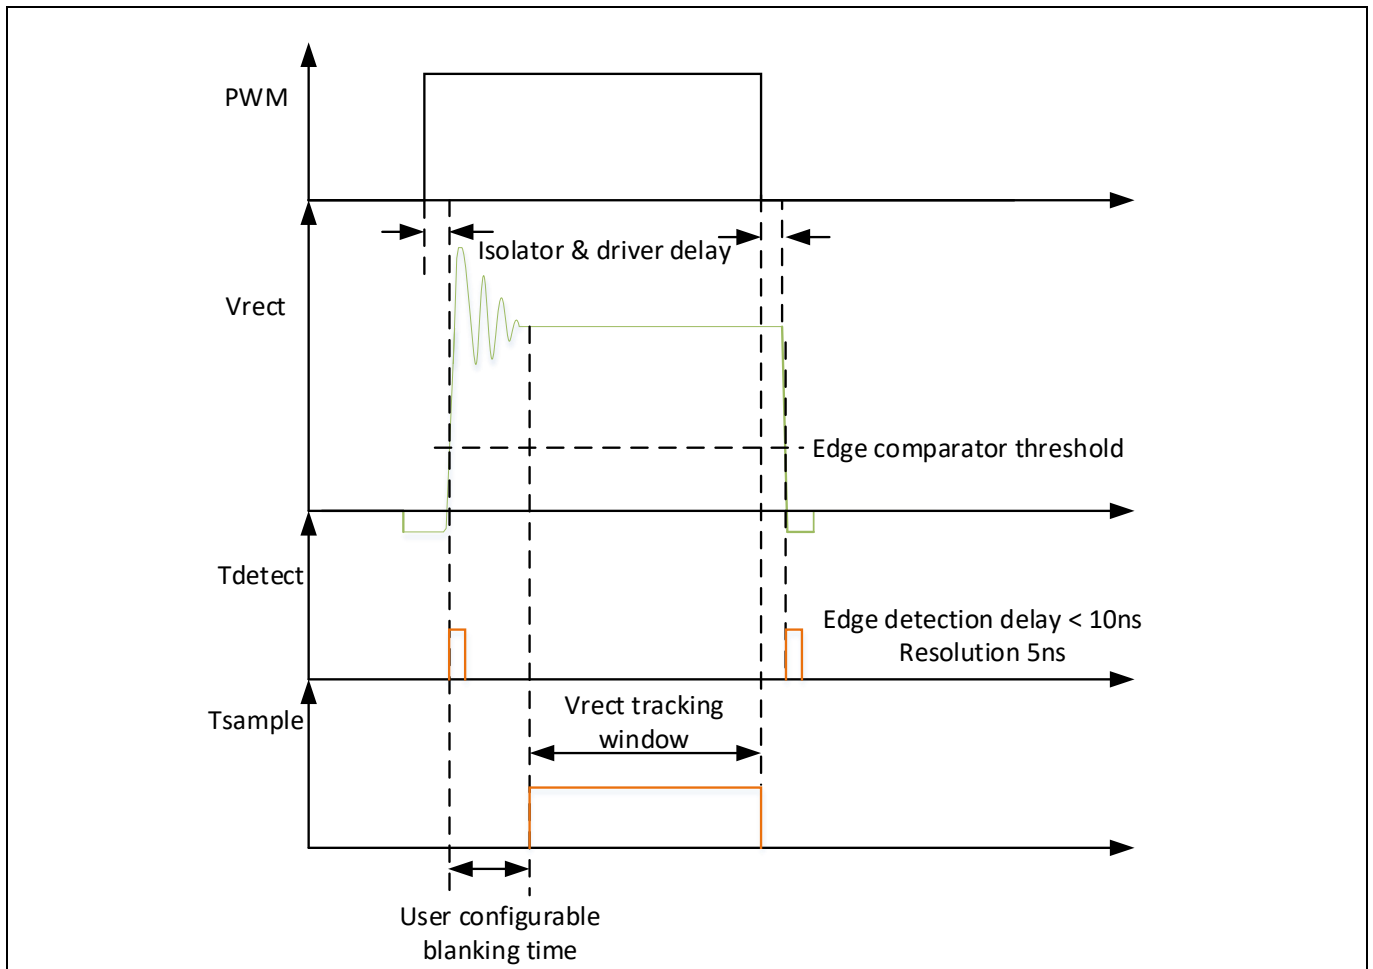 PWM
Isolator & driver delay
Vrect
Edge comparator threshold
Tdetect
Edge detection delay < 10ns
Resolution 5ns
Tsample
Vrect tracking
window
User configurable
blanking time